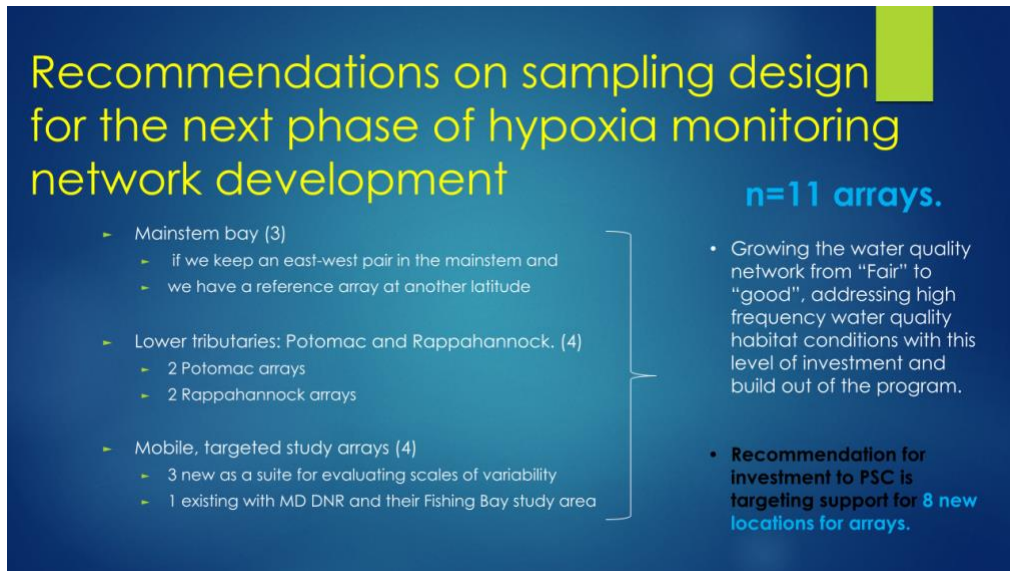 Recommendations on sampling design
for the next phase of hypoxia monitoring
network development
n=11 arrays.
► Mainstem bay (3)
► if we keep an east-west pair in the mainstem and
► we have a reference array at another latitude
► Lower tributaries: Potomac and Rappahannock. (4)
► 2 Potomac arrays
► 2 Rappahannock arrays
► Mobile, targeted study arrays (4)
► 3 new as a suite for evaluating scales of variability
► 1 existing with MD DNR and their Fishing Bay study area
• Growing the water quality
network from “Fair” to
“good”, addressing high
frequency water quality
habitat conditions with this
level of investment and
build out of the program.
• Recommendation for
investment to PSC is
targeting support for 8 new
locations for arrays.